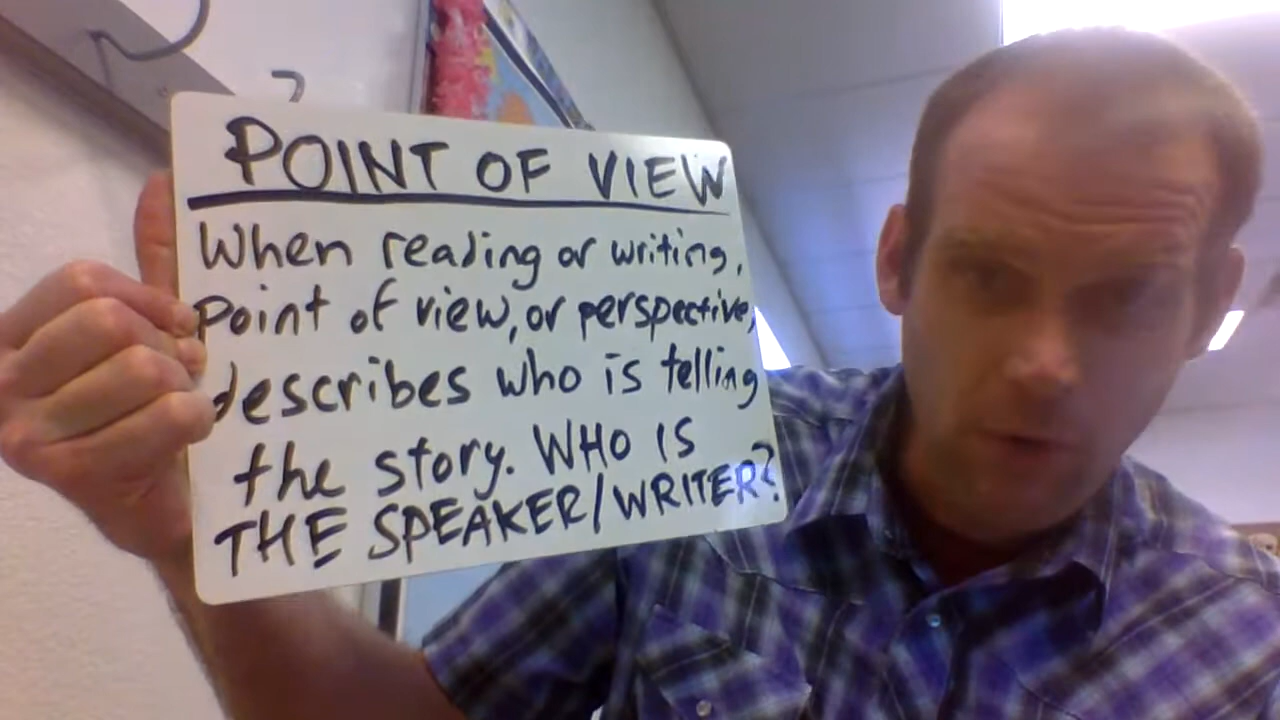 POINT OF VIEW
When reading or writing,
point of view, or perspective,
describes who is telling
the story. WHO IS
THE SPEAKER/WRITER?